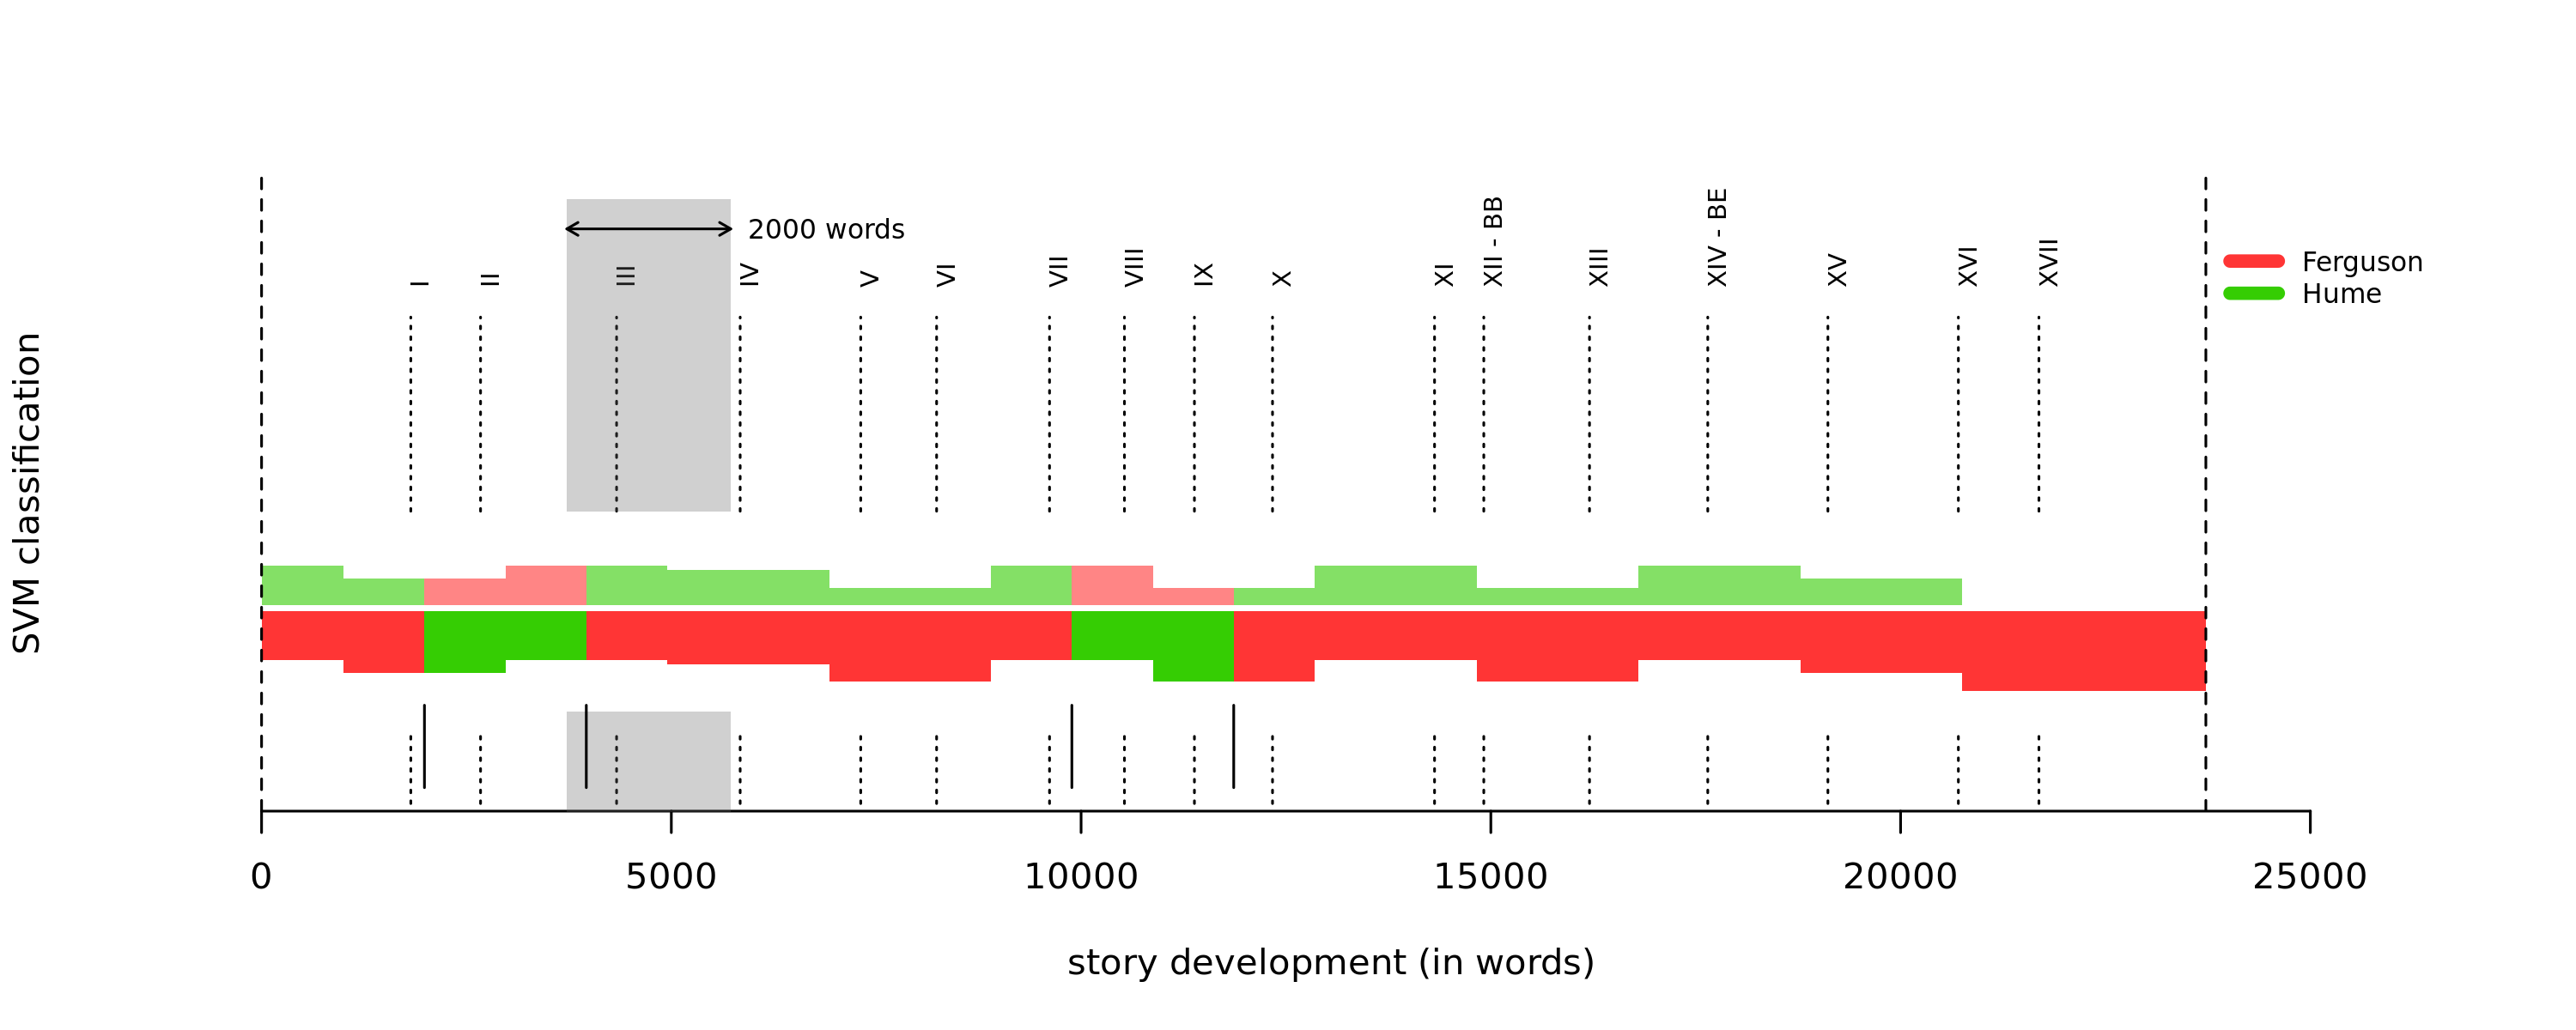 2000 words
I
II
III
IV
V
VI
VII
VIII
IX
X
XI
XII - BB
XIII
XIV - BE
XV
XVI
XVII
Ferguson
Hume
SVM classification
0
5000
10000
15000
20000
25000
story development (in words)